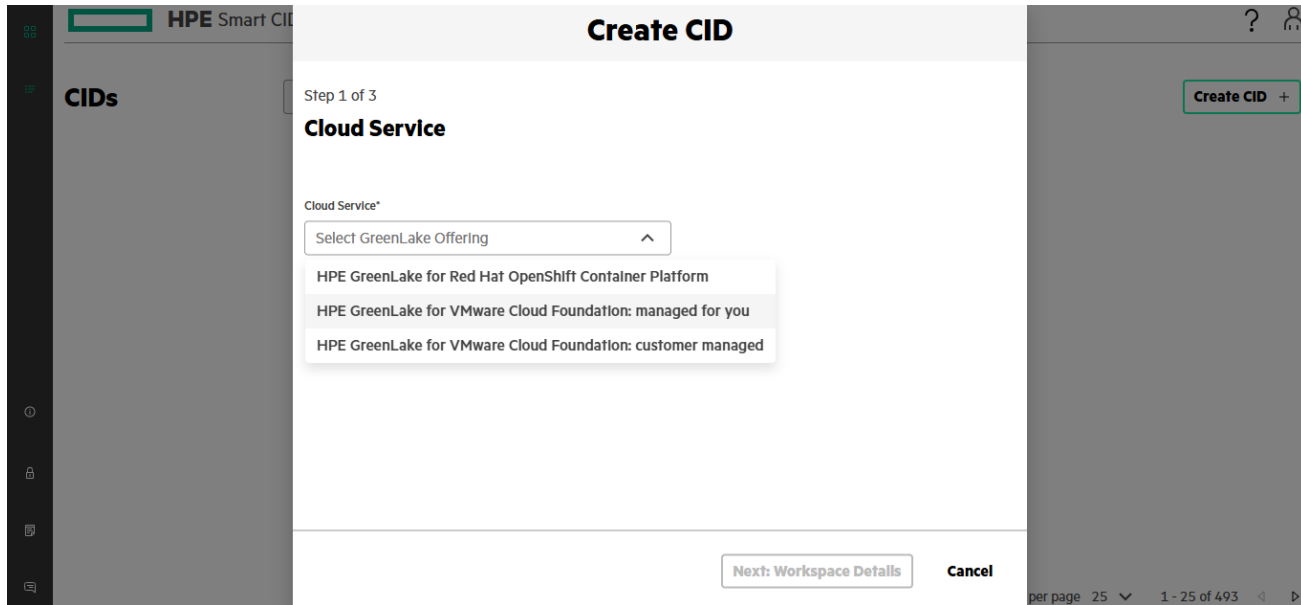 HPE Smart CID
Create CID
?
CIDs
Create CID +
Step 1 of 3
Cloud Service
Cloud Service*
Select GreenLake Offering
HPE GreenLake for Red Hat OpenShift Container Platform
HPE GreenLake for VMware Cloud Foundation: managed for you
HPE GreenLake for VMware Cloud Foundation: customer managed
Next: Workspace Details
Cancel
per page 25 1 - 25 of 493